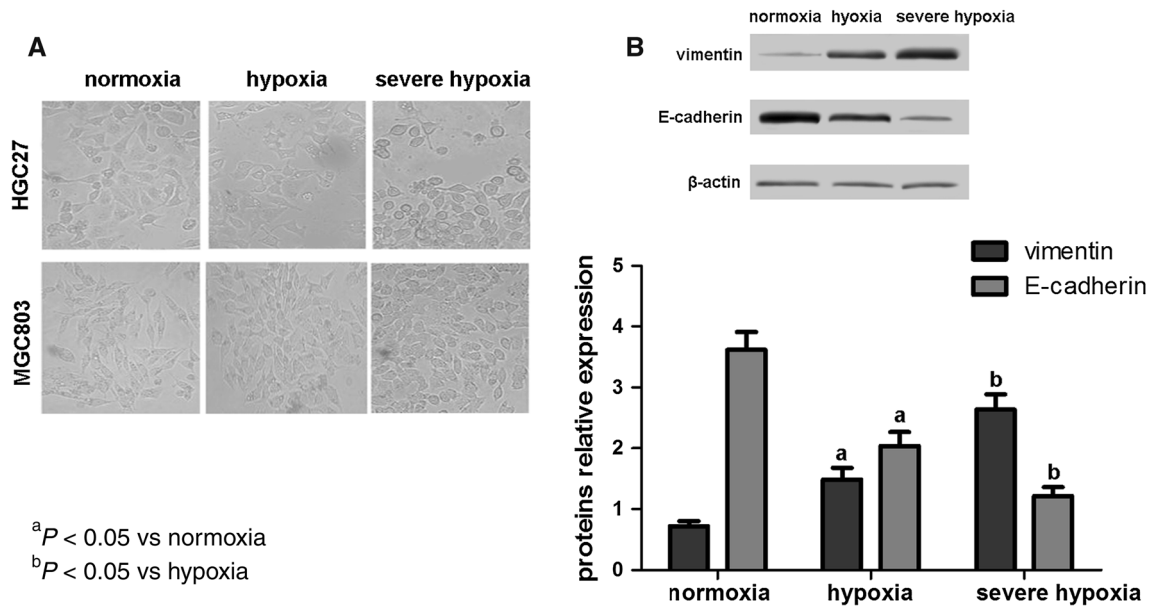 A
normoxia hypoxia severe hypoxia
HGC27
MGC803
ᵃP < 0.05 vs normoxia
ᵇP < 0.05 vs hypoxia
B
normoxia hyoxia severe hypoxia
vimentin
E-cadherin
β-actin
vimentin
E-cadherin
proteins relative expression
5
4
3
2
1
0
a
a
b
b
normoxia hypoxia severe hypoxia